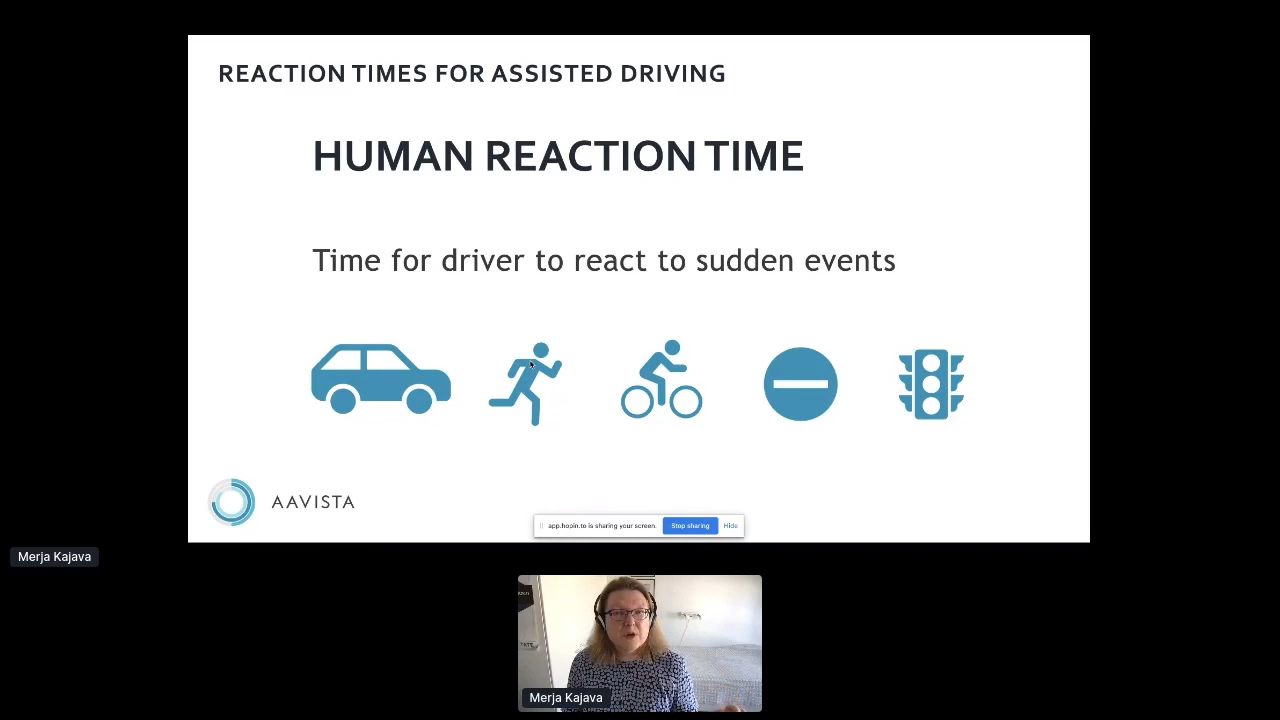 REACTION TIMES FOR ASSISTED DRIVING
HUMAN REACTION TIME
Time for driver to react to sudden events
AAVISTA
app.hopin.to is sharing your screen.
Stop sharing
Hide
Merja Kajava
Merja Kajava